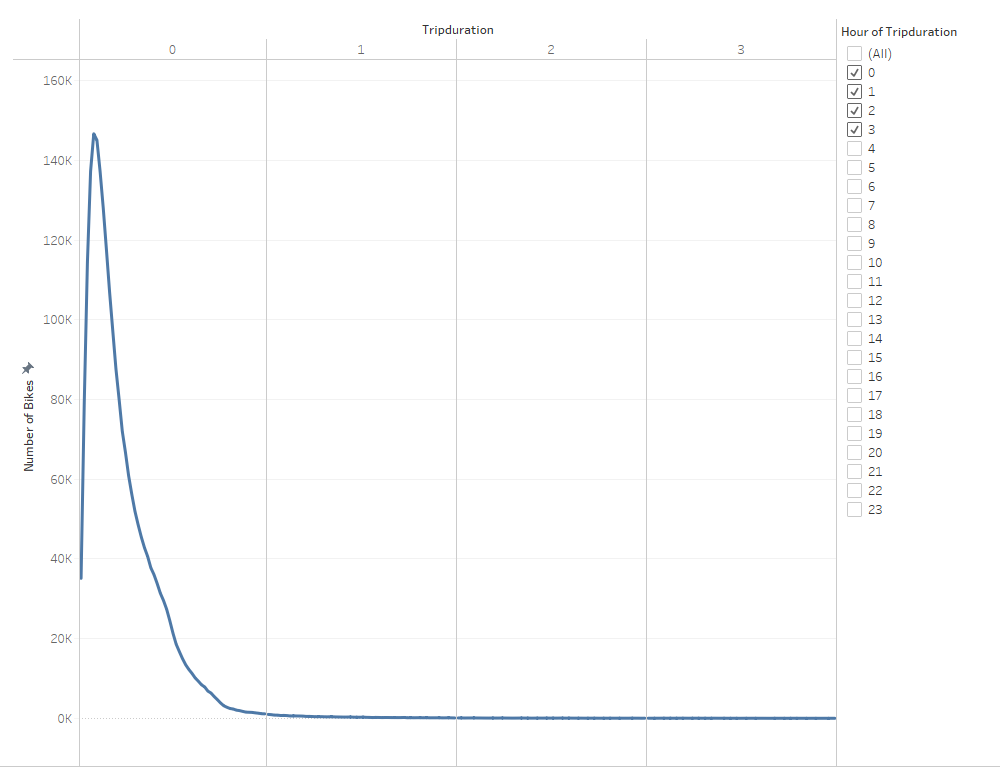 Tripduration
0 1 2 3
160K
140K
120K
100K
80K
60K
40K
20K
0K
Number of Bikes
Hour of Tripduration
(All)
0
1
2
3
4
5
6
7
8
9
10
11
12
13
14
15
16
17
18
19
20
21
22
23